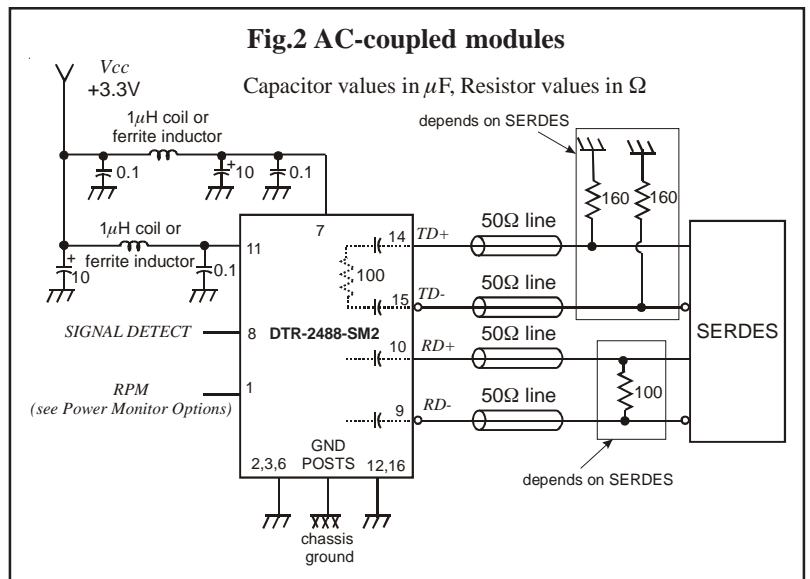 Fig.2 AC-coupled modules
Capacitor values in μF, Resistor values in Ω
Vcc
+3.3V
1μH coil or
ferrite inductor
0.1
+
10
0.1
1μH coil or
ferrite inductor
+
10
0.1
depends on SERDES
160
160
7
11
14
TD+
50Ω line
100
15
TD-
50Ω line
SIGNAL DETECT
8
DTR-2488-SM2
10
RD+
50Ω line
SERDES
RPM
(see Power Monitor Options)
1
100
9
RD-
50Ω line
GND
2,3,6
POSTS
12,16
depends on SERDES
chassis
ground